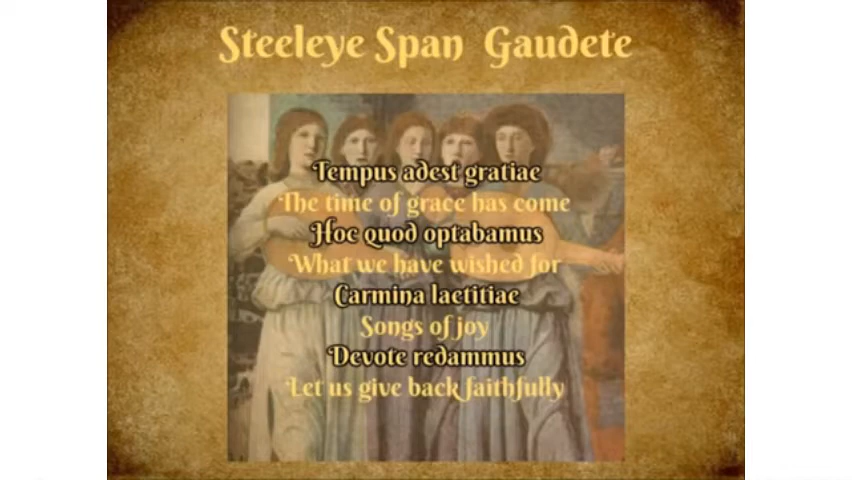 Steeleye Span Gaudete
Tempus adest gratiae
The time of grace has come
Hoc quod optabamus
What we have wished for
Carmina laetitiae
Songs of joy
Devote redammus
Let us give back faithfully